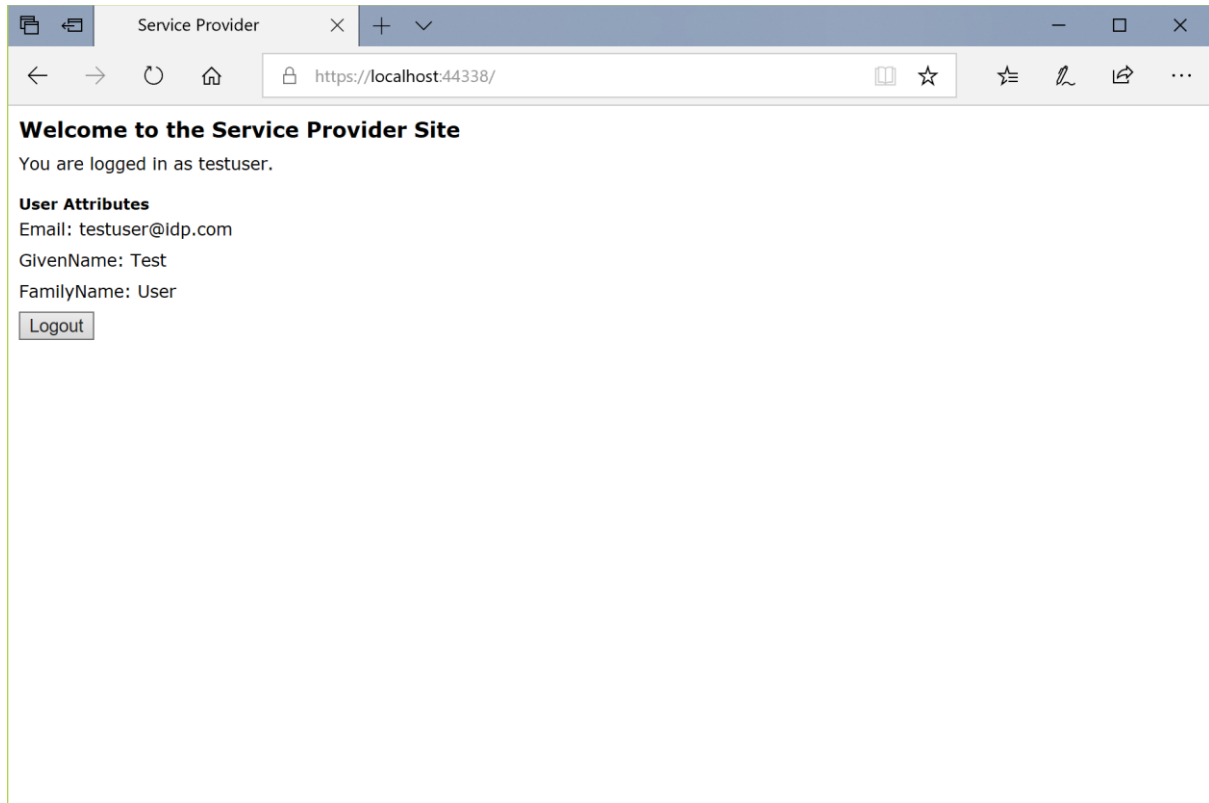 Service Provider
https://localhost:44338/
Welcome to the Service Provider Site
You are logged in as testuser.
User Attributes
Email: testuser@idp.com
GivenName: Test
FamilyName: User
Logout